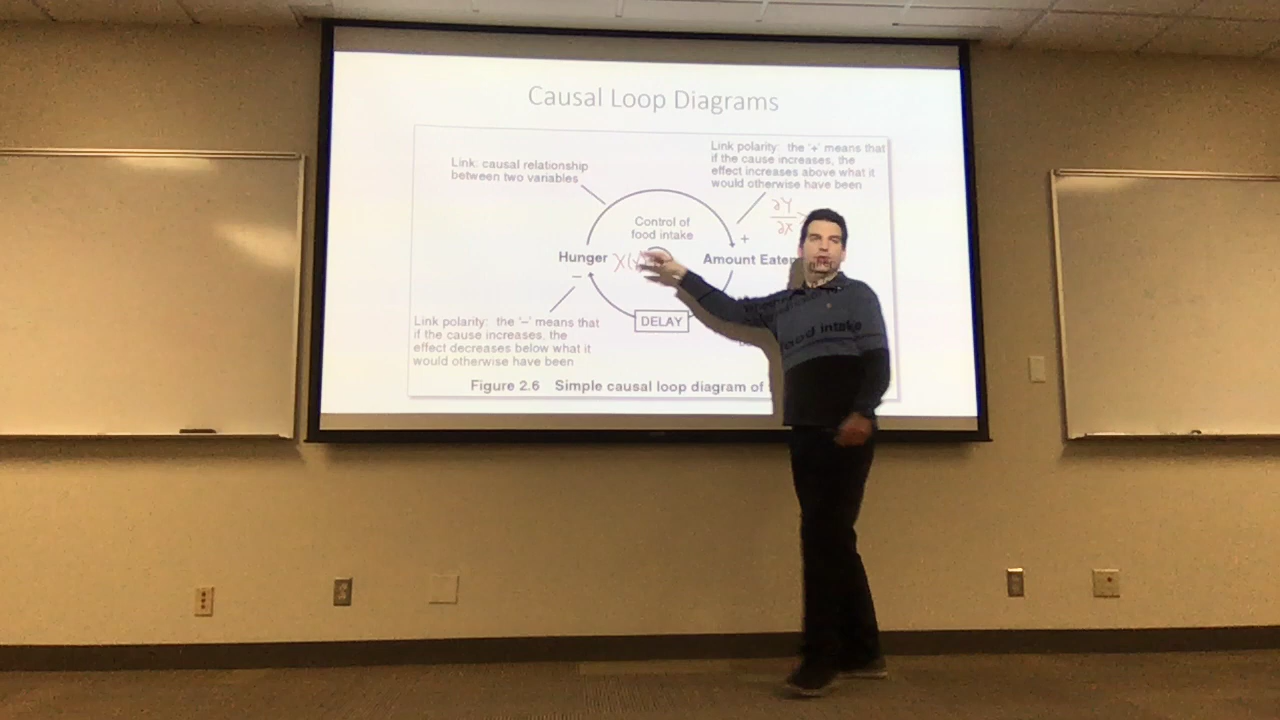 Causal Loop Diagrams
Link: causal relationship
between two variables
Link polarity: the '+' means that
if the cause increases, the
effect increases above what it
would otherwise have been
Control of
food intake
∂Y
∂X
+
Hunger
Amount Eaten
−
DELAY
Link polarity: the '−' means that
if the cause increases, the
effect decreases below what it
would otherwise have been
food intake
Figure 2.6 Simple causal loop diagram of